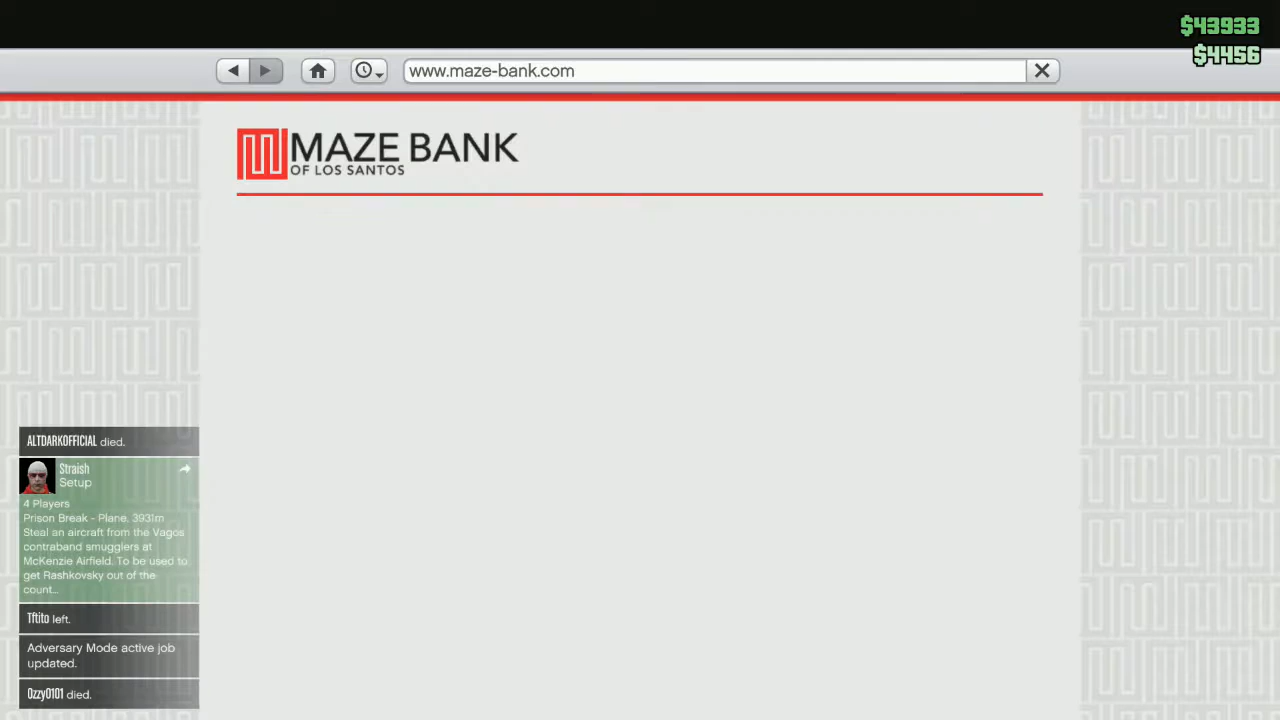 $43933
$4456
www.maze-bank.com
MAZE BANK
OF LOS SANTOS
ALTDARKOFFICIAL died.
Straish
Setup
4 Players
Prison Break - Plane, 3931m
Steal an aircraft from the Vagos
contraband smugglers at
McKenzie Airfield. To be used to
get Rashkovsky out of the
count...
Tftito left.
Adversary Mode active job
updated.
Ozzy0101 died.